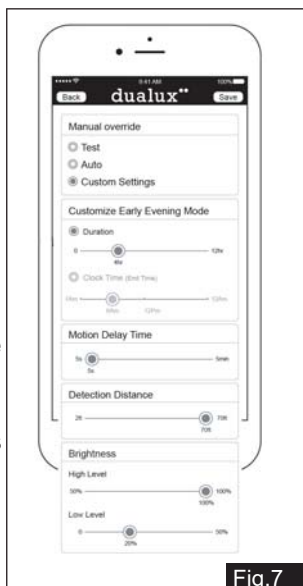 9:41 AM 100%
Back dualux Save
Manual override
Test
Auto
Custom Settings
Customize Early Evening Mode
Duration
0 12hr
4hr
Clock Time (End Time)
12Pm
Motion Delay Time
5s 5min
5s
Detection Distance
2ft 70ft
70ft
Brightness
High Level
50% 100%
100%
Low Level
0 50%
20%
Fig.7